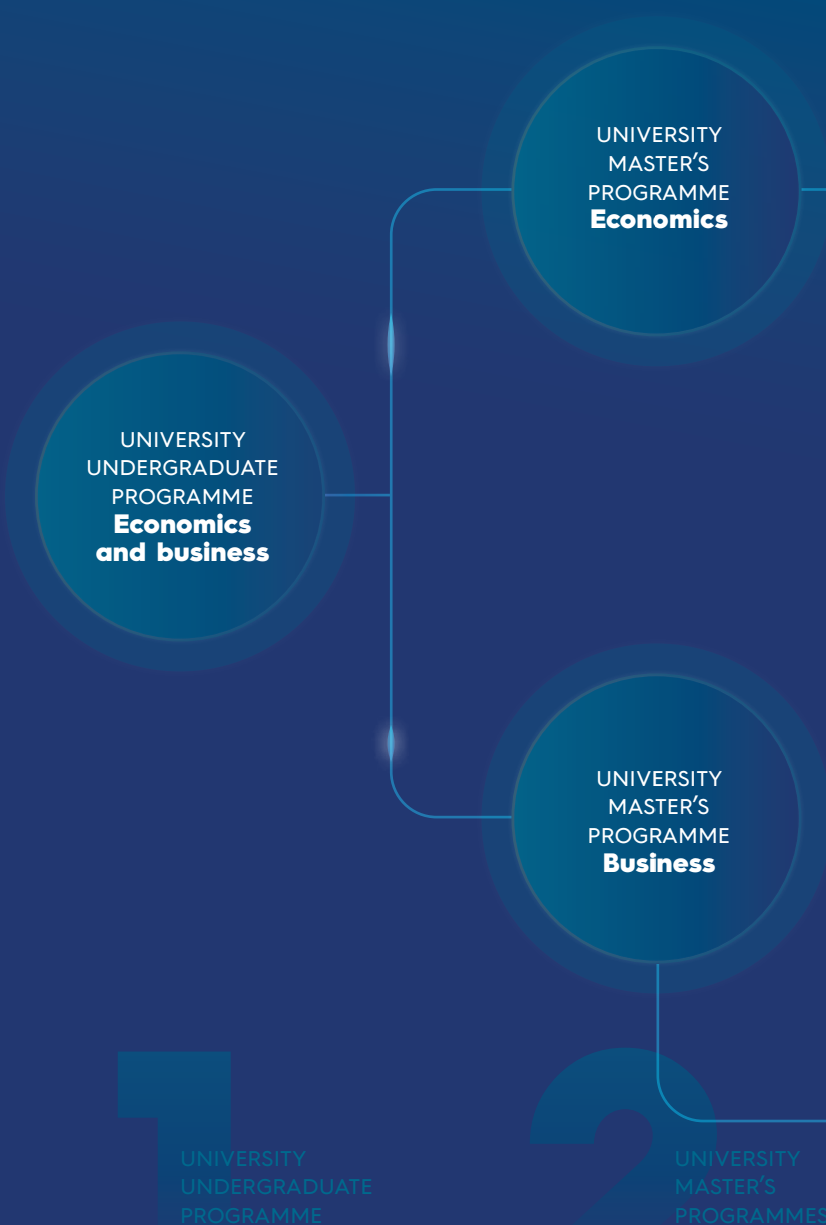 UNIVERSITY
MASTER'S
PROGRAMME
Economics
UNIVERSITY
UNDERGRADUATE
PROGRAMME
Economics
and business
UNIVERSITY
MASTER'S
PROGRAMME
Business
1
UNIVERSITY
UNDERGRADUATE
PROGRAMME
2
UNIVERSITY
MASTER'S
PROGRAMMES